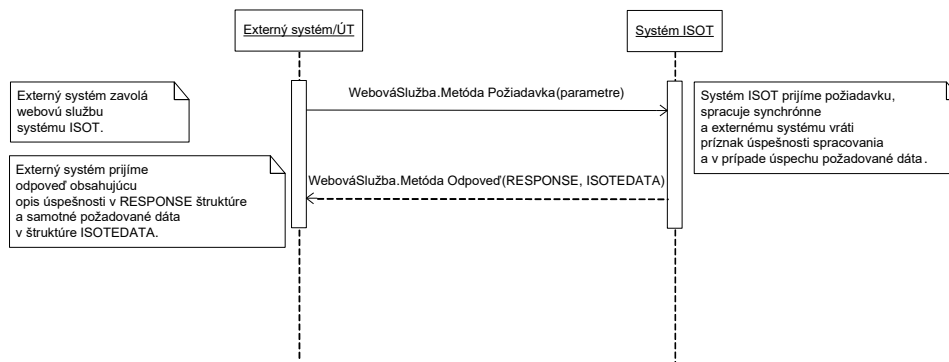 Externý systém/ÚT
Systém ISOT
Externý systém zavolá
webovú službu
systému ISOT.
WebováSlužba.Metóda Požiadavka(parametre)
Systém ISOT prijíme požiadavku,
spracuje synchrónne
a externému systému vráti
príznak úspešnosti spracovania
a v prípade úspechu požadované dáta.
Externý systém prijíme
odpoveď obsahujúcu
opis úspešnosti v RESPONSE štruktúre
a samotné požadované dáta
v štruktúre ISOTEDATA.
WebováSlužba.Metóda Odpoveď(RESPONSE, ISOTEDATA)